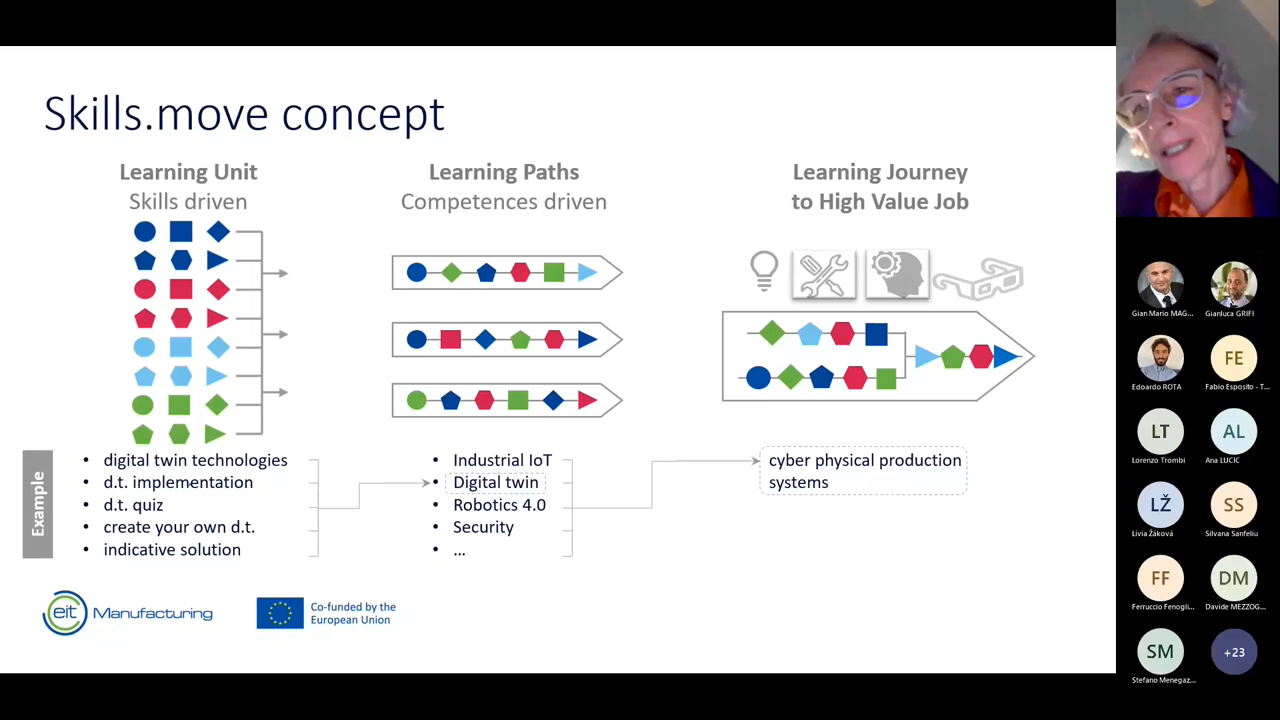 Skills.move concept
Learning Unit
Skills driven
Learning Paths
Competences driven
Learning Journey
to High Value Job
Example
• digital twin technologies
• d.t. implementation
• d.t. quiz
• create your own d.t.
• indicative solution
• Industrial IoT
• Digital twin
• Robotics 4.0
• Security
• ...
cyber physical production
systems
eit Manufacturing
Co-funded by the
European Union
Gian Mario MAG...
Gianluca GRIFI
Edoardo ROTA
FE
Fabio Esposito - T...
LT
Lorenzo Trombi
AL
Ana LUCIC
LŽ
Lívia Žáková
SS
Silvana Sanfeliu
FF
Ferruccio Fenogli...
DM
Davide MEZZOG...
SM
Stefano Menegaz...
+23